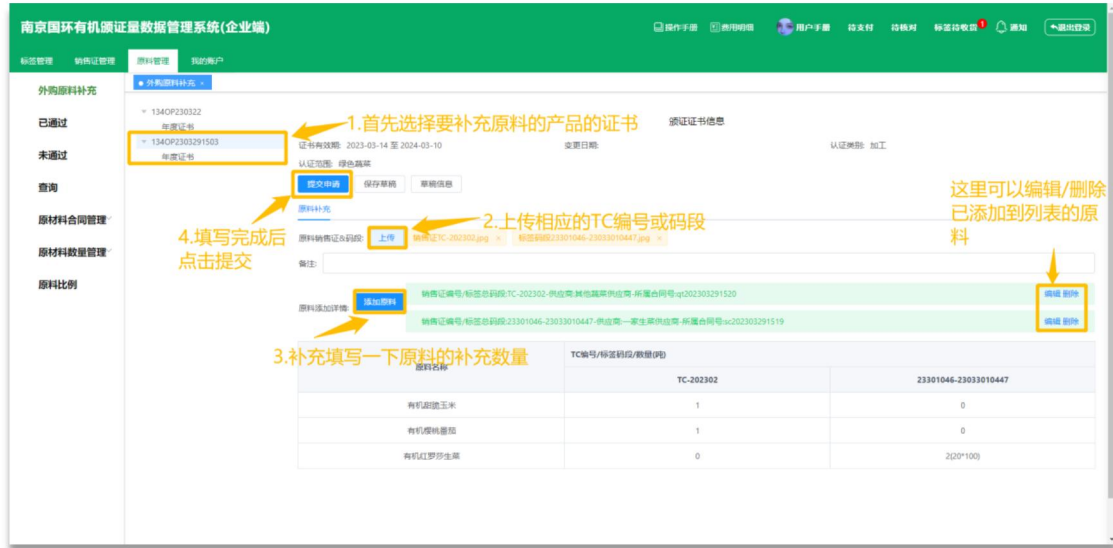 南京国环有机颁证量数据管理系统(企业端)
操作手册 费用明细 用户手册 待支付 待核对 标签待收货 1 通知 退出登录
标签管理 销售证管理 原料管理 我的账户
外购原料补充
外购原料补充 ×
已通过
未通过
查询
原材料合同管理
原材料数量管理
原料比例
134OP230322
年度证书
134OP2303291503
年度证书
1.首先选择要补充原料的产品的证书
颁证证书信息
证书有效期: 2023-03-14 至 2024-03-10 变更日期: 认证类别: 加工
认证范围: 绿色蔬菜
提交申请 保存草稿 草稿信息
这里可以编辑/删除
已添加到列表的原
料
原料补充
4.填写完成后
点击提交
2.上传相应的TC编号或码段
原料销售证&码段: 上传 销售证TC-202302.jpg × 标签码段23301046-23033010447.jpg ×
备注:
原料添加详情: 添加原料
销售证编号/标签总码段:TC-202302-供应商:其他蔬菜供应商-所属合同号:qt202303291520 编辑 删除
销售证编号/标签总码段:23301046-23033010447-供应商:一家生菜供应商-所属合同号:sc202303291519 编辑 删除
3.补充填写一下原料的补充数量
原料名称 TC编号/标签码段/数量(吨)
TC-202302 23301046-23033010447
有机甜脆玉米 1 0
有机樱桃番茄 1 0
有机红罗莎生菜 0 2(20*100)